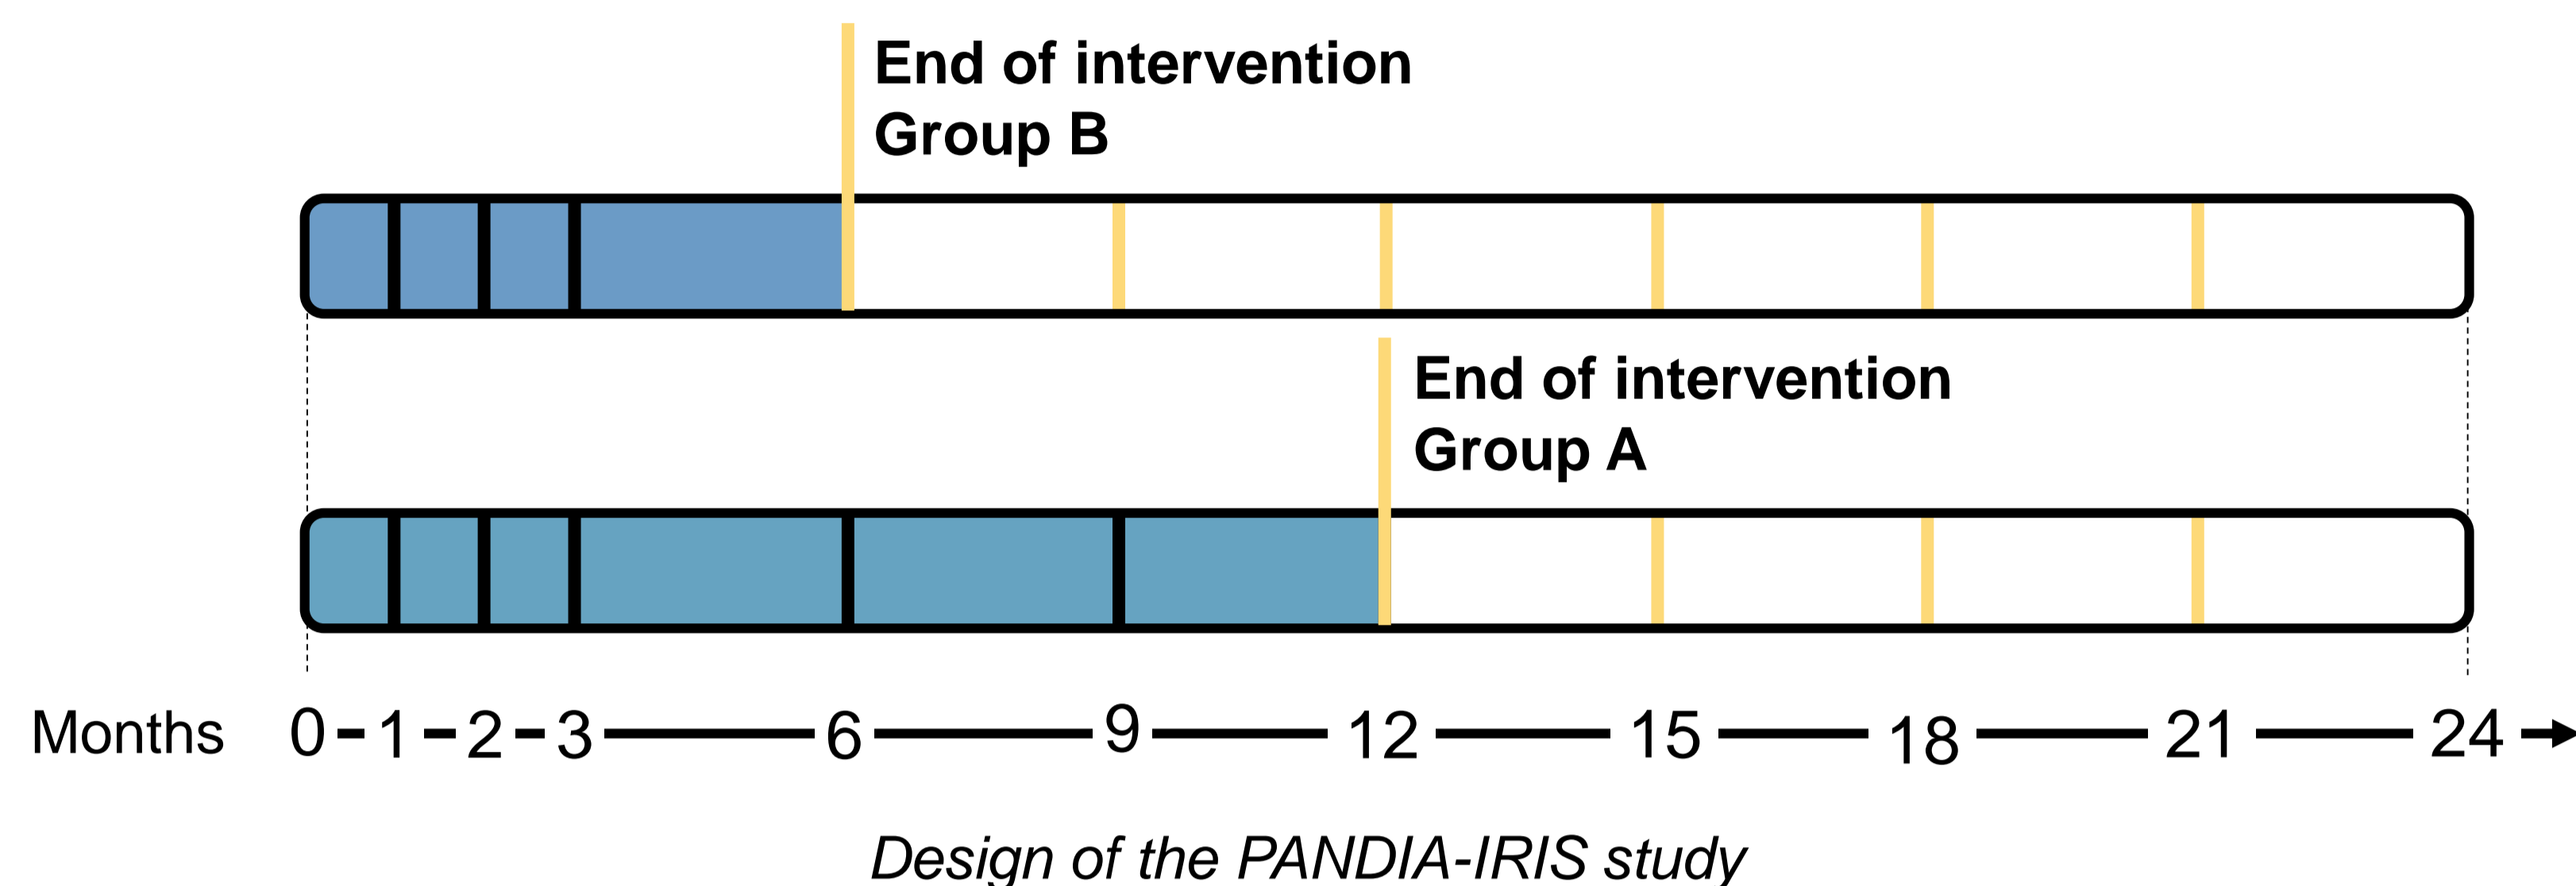 End of intervention
Group B
End of intervention
Group A
Months 0 1 2 3 6 9 12 15 18 21 24
Design of the PANDIA-IRIS study